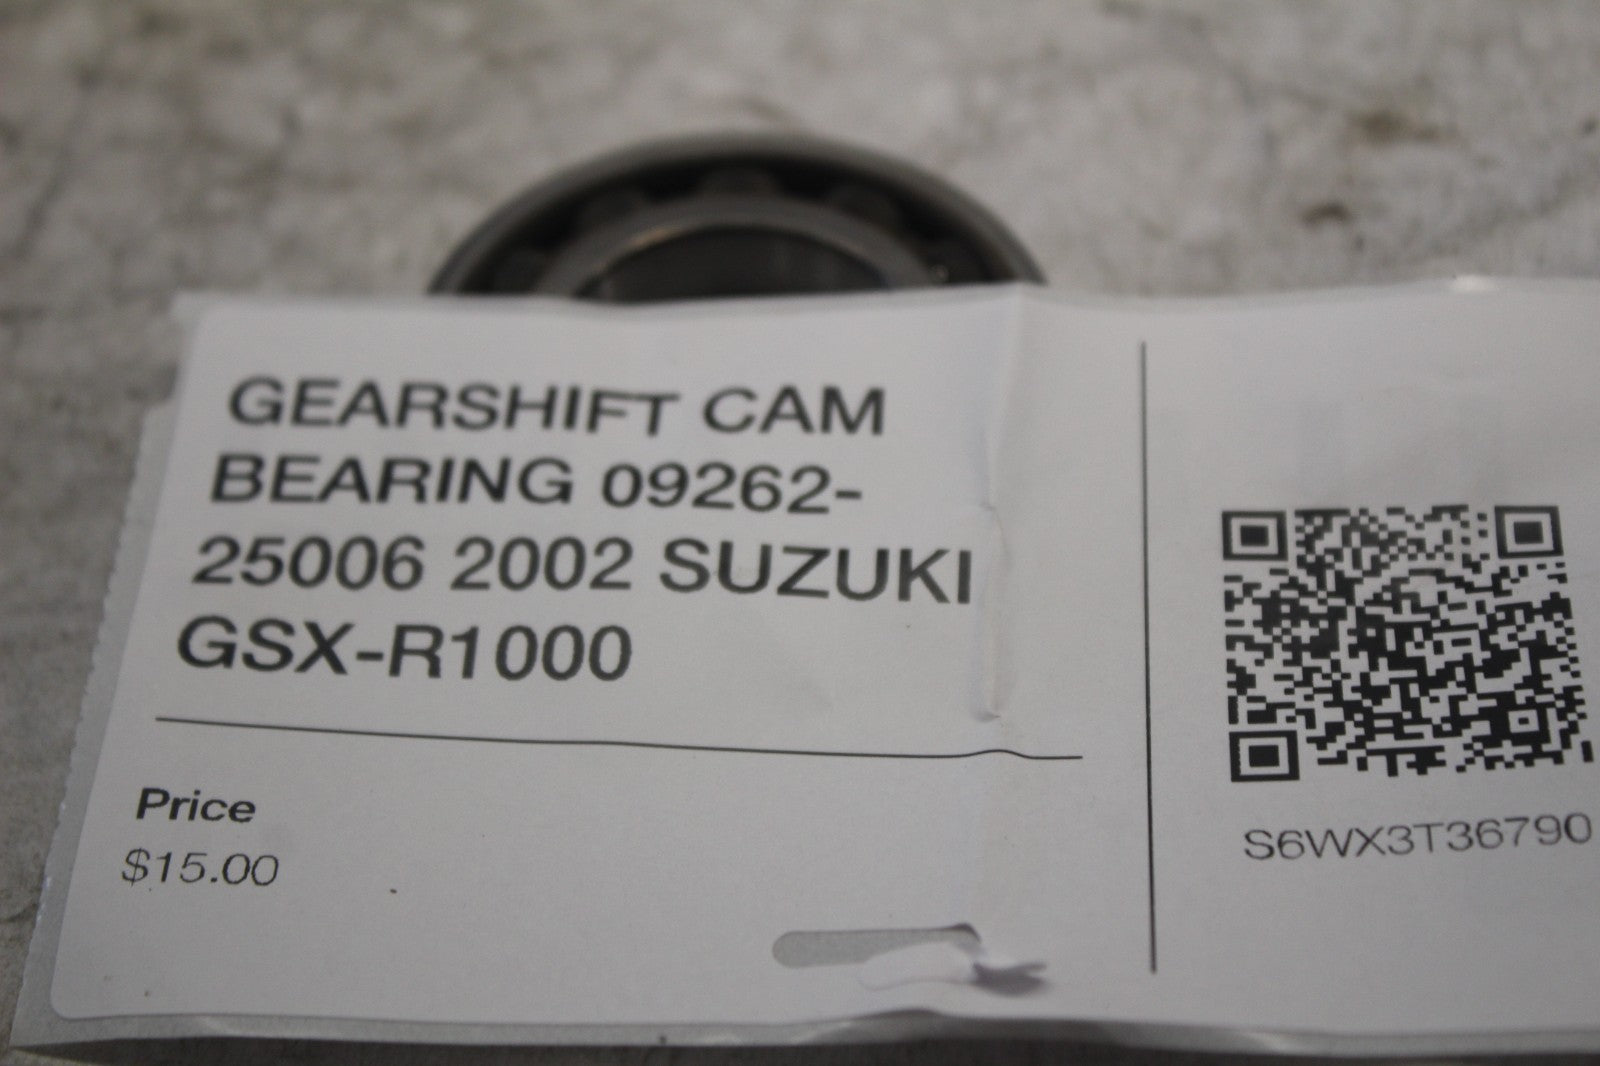 GEARSHIFT CAM
BEARING 09262-
25006 2002 SUZUKI
GSX-R1000
Price
$15.00
S6WX3T36790